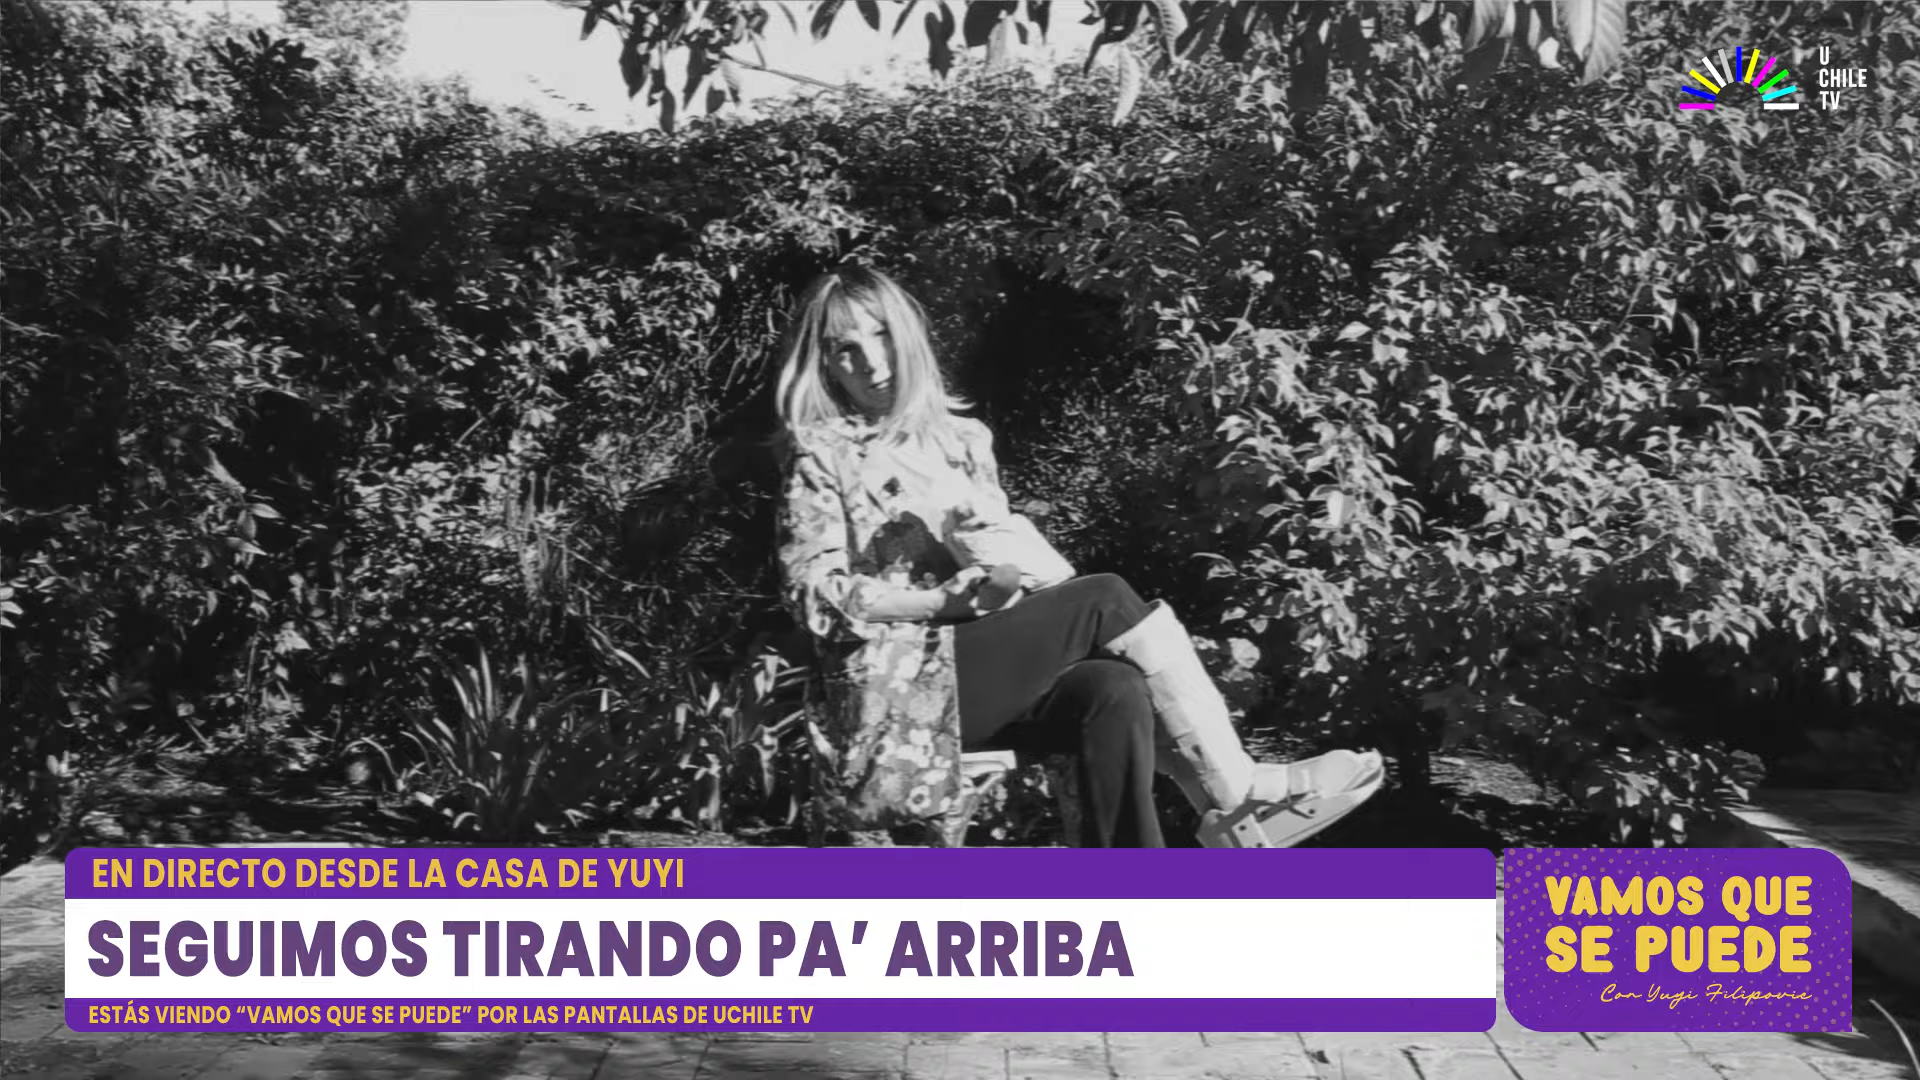 U
CHILE
TV
EN DIRECTO DESDE LA CASA DE YUYI
SEGUIMOS TIRANDO PA’ ARRIBA
ESTÁS VIENDO “VAMOS QUE SE PUEDE” POR LAS PANTALLAS DE UCHILE TV
VAMOS QUE
SE PUEDE
Con Yuyi Filipovic